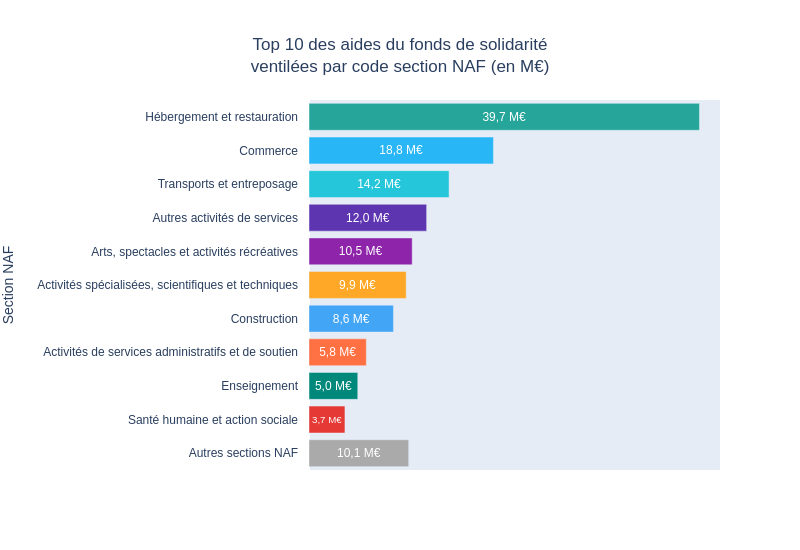 Top 10 des aides du fonds de solidarité
ventilées par code section NAF (en M€)
Section NAF
Hébergement et restauration 39,7 M€
Commerce 18,8 M€
Transports et entreposage 14,2 M€
Autres activités de services 12,0 M€
Arts, spectacles et activités récréatives 10,5 M€
Activités spécialisées, scientifiques et techniques 9,9 M€
Construction 8,6 M€
Activités de services administratifs et de soutien 5,8 M€
Enseignement 5,0 M€
Santé humaine et action sociale 3,7 M€
Autres sections NAF 10,1 M€